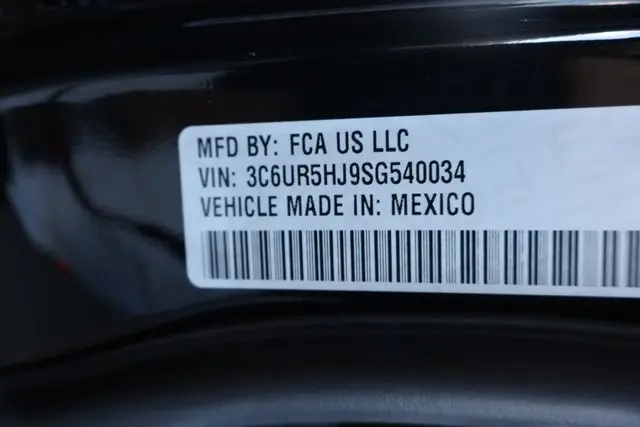 MFD BY: FCA US LLC
VIN: 3C6UR5HJ9SG540034
VEHICLE MADE IN: MEXICO